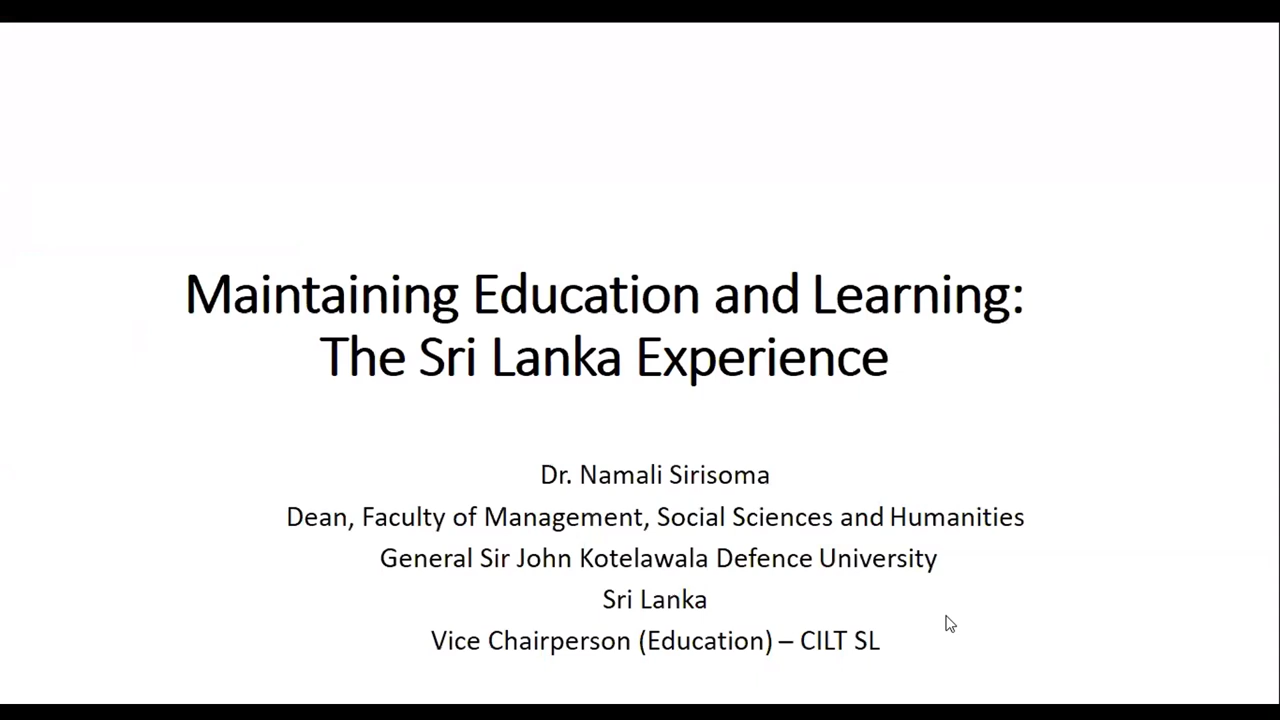 Maintaining Education and Learning:
The Sri Lanka Experience
Dr. Namali Sirisoma
Dean, Faculty of Management, Social Sciences and Humanities
General Sir John Kotelawala Defence University
Sri Lanka
Vice Chairperson (Education) – CILT SL